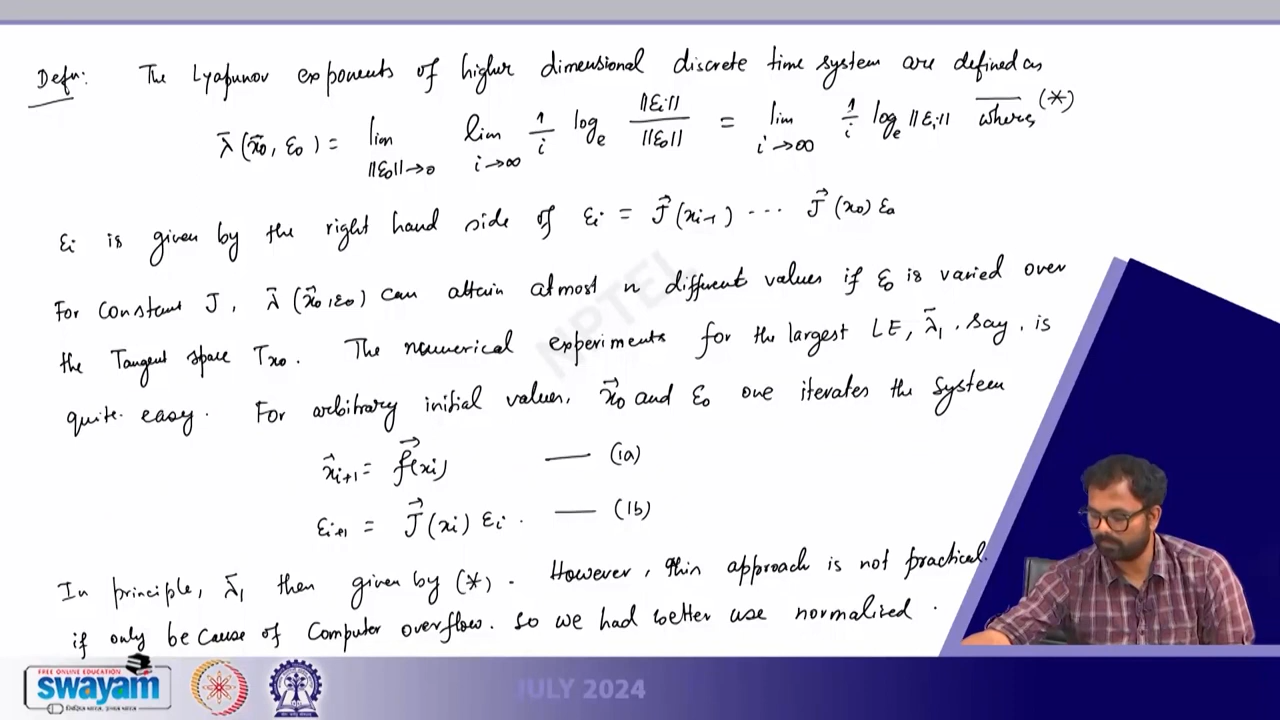 Defn: The Lyapunov exponents of higher dimensional discrete time system are defined as
λ̄ (x⃗0, ε0) = lim ||ε0||→0 lim i→∞ 1/i log_e ||εi|| / ||ε0|| = lim i→∞ 1/i log_e ||εi|| — (*) where,
εi is given by the right hand side of εi = J⃗(xi-1) ··· J⃗(x0) ε0
For constant J, λ̄ (x⃗0, ε0) can attain atmost n different values if ε0 is varied over
the Tangent space Tx0. The numerical experiments for the largest LE, λ̄1, say, is
quite easy. For arbitrary initial values, x⃗0 and ε0 one iterates the system
x⃗i+1 = f⃗(xi) — (1a)
εi+1 = J⃗(xi) εi. — (1b)
In principle, λ̄1 then given by (*). However, this approach is not practical
if only because of Computer overflow. So we had better use normalized.
NPTEL
FREE ONLINE EDUCATION
swayam
JULY 2024